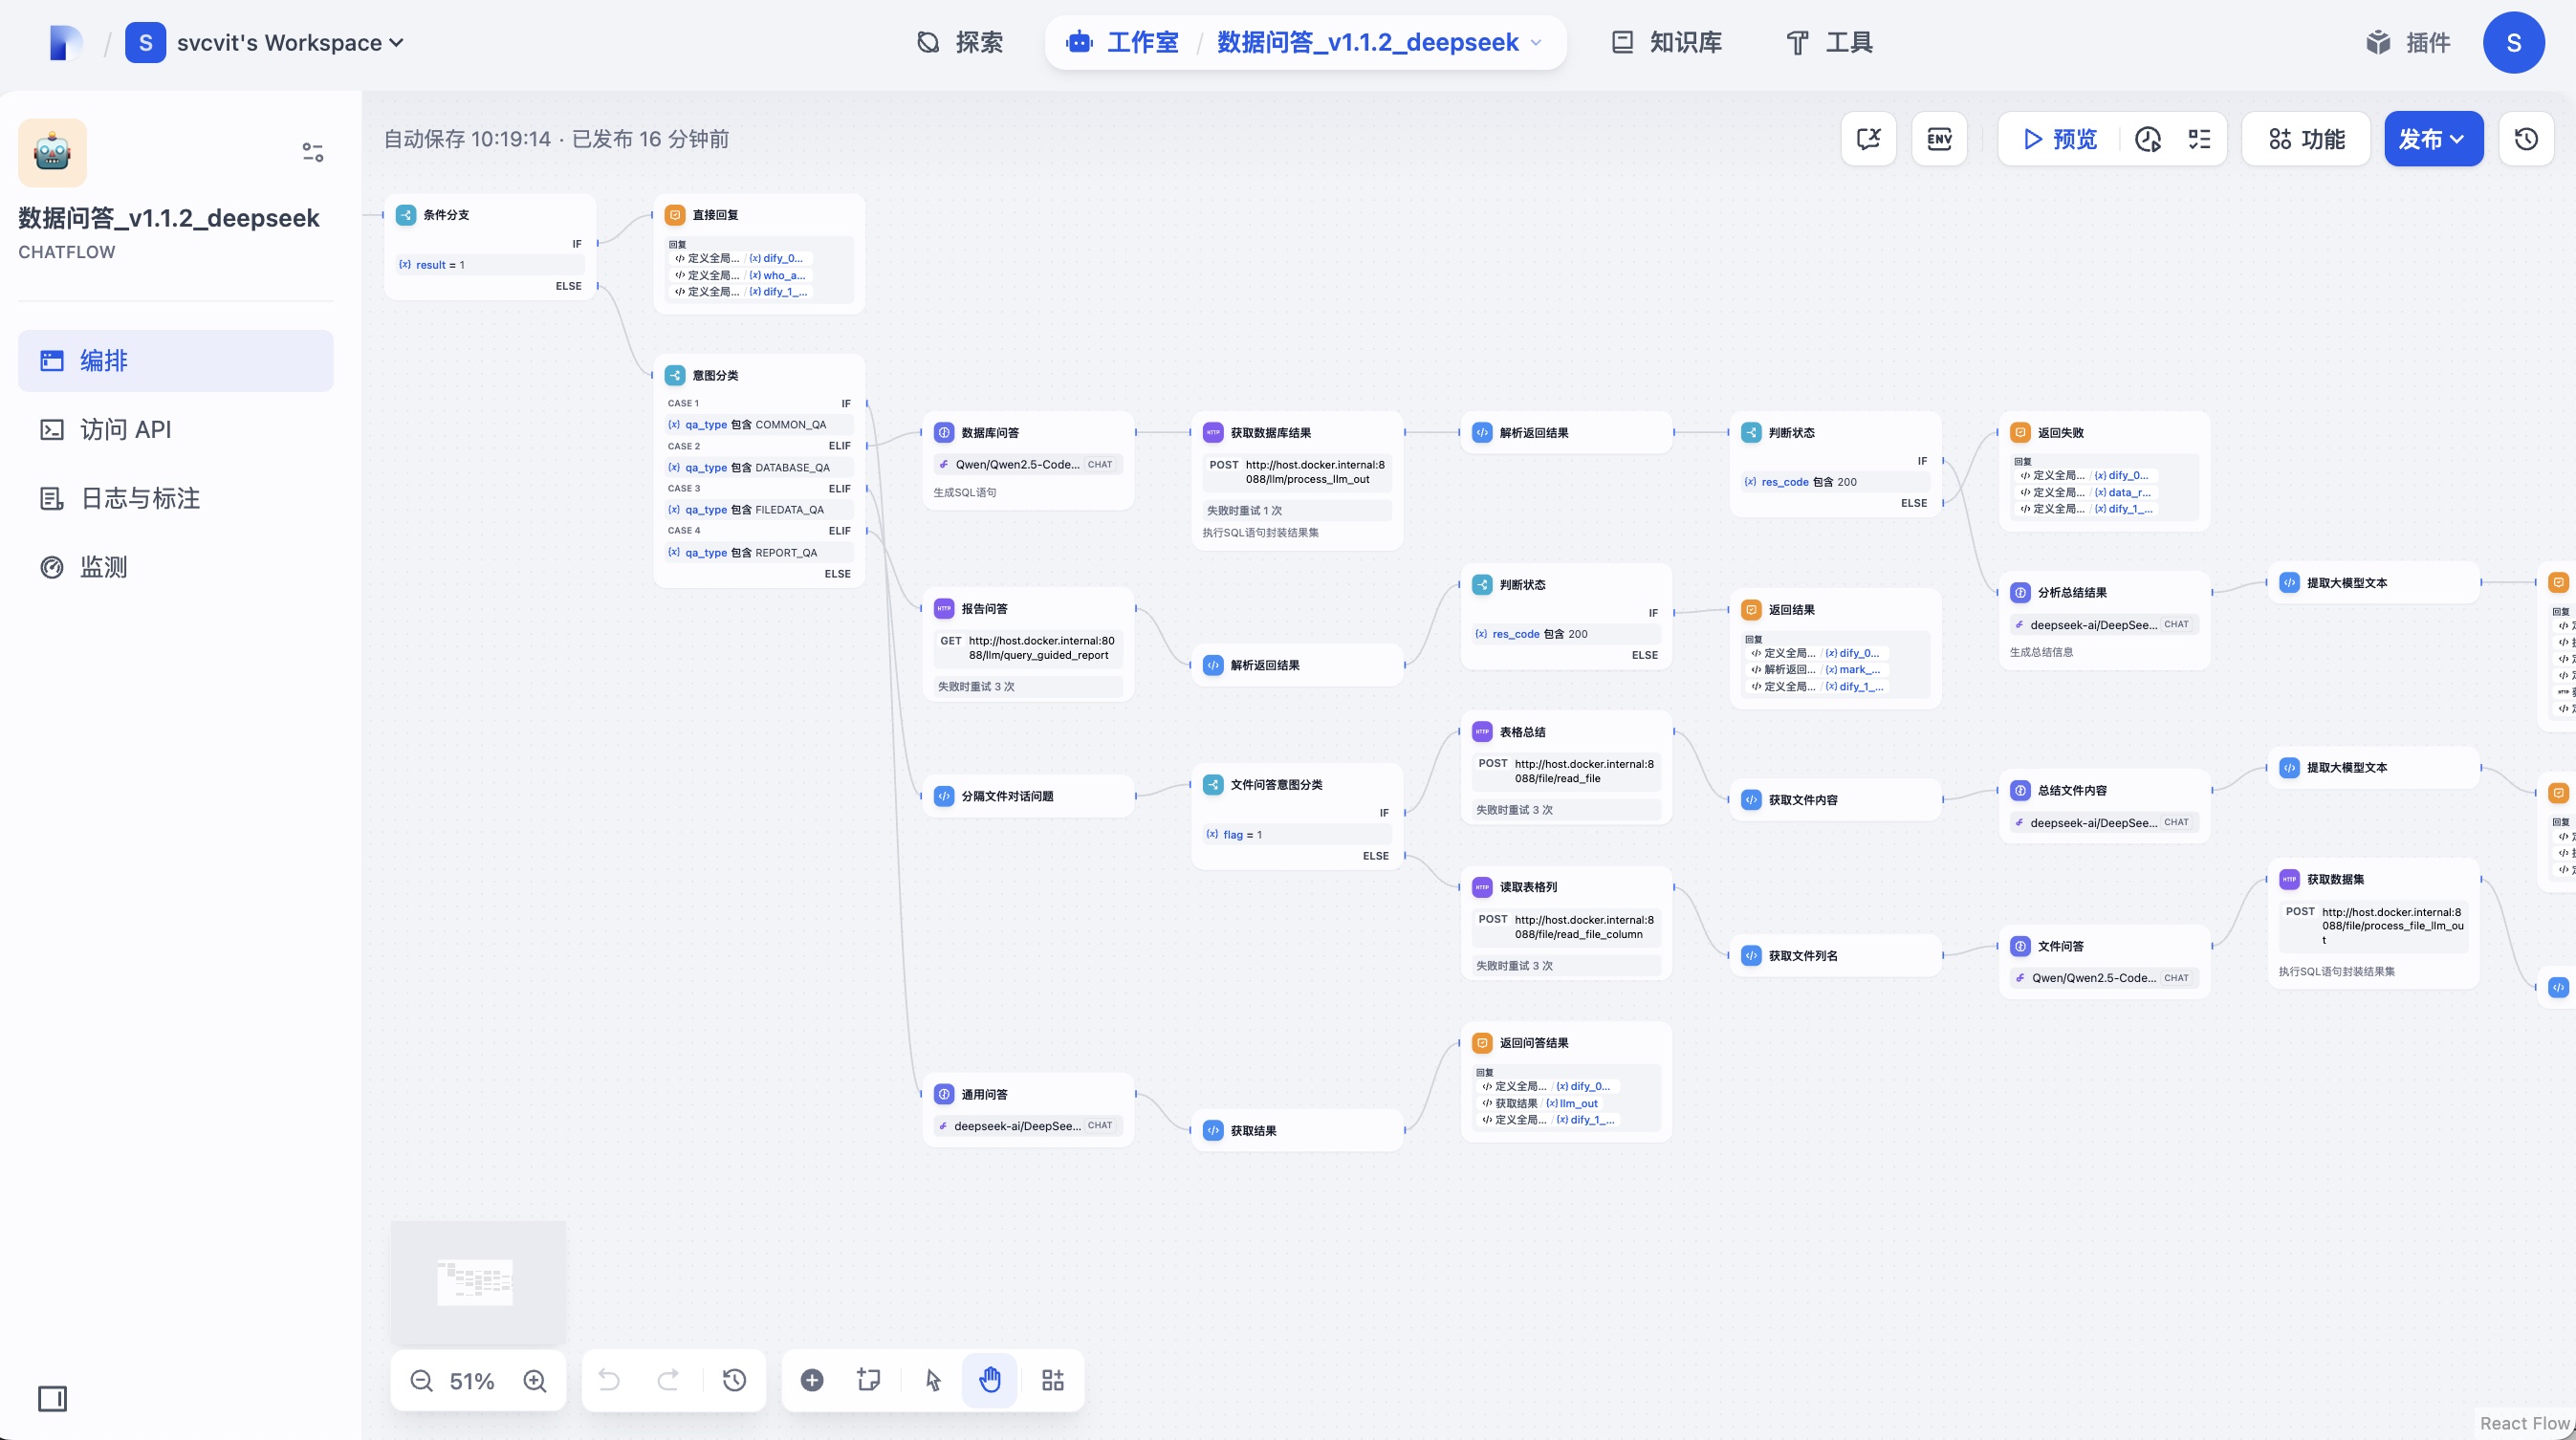 S svcvit's Workspace
探索
工作室 / 数据问答_v1.1.2_deepseek
知识库
工具
插件
S
数据问答_v1.1.2_deepseek
CHATFLOW
编排
访问 API
日志与标注
监测
自动保存 10:19:14 · 已发布 16 分钟前
ENV
预览
功能
发布
条件分支
IF
{x} result = 1
ELSE
直接回复
回复
定义全局... / {x} dify_0...
定义全局... / {x} who_a...
定义全局... / {x} dify_1_...
意图分类
CASE 1 IF
{x} qa_type 包含 COMMON_QA
CASE 2 ELIF
{x} qa_type 包含 DATABASE_QA
CASE 3 ELIF
{x} qa_type 包含 FILEDATA_QA
CASE 4 ELIF
{x} qa_type 包含 REPORT_QA
ELSE
数据库问答
Qwen/Qwen2.5-Code... CHAT
生成SQL语句
HTTP 获取数据库结果
POST http://host.docker.internal:8
088/llm/process_llm_out
失败时重试 1 次
执行SQL语句封装结果集
解析返回结果
判断状态
IF
{x} res_code 包含 200
ELSE
返回失败
回复
定义全局... / {x} dify_0...
定义全局... / {x} data_r...
定义全局... / {x} dify_1_...
HTTP 报告问答
GET http://host.docker.internal:80
88/llm/query_guided_report
失败时重试 3 次
解析返回结果
判断状态
IF
{x} res_code 包含 200
ELSE
返回结果
回复
定义全局... / {x} dify_0...
解析返回... / {x} mark_...
定义全局... / {x} dify_1_...
分析总结结果
deepseek-ai/DeepSee... CHAT
生成总结信息
提取大模型文本
回复
分隔文件对话问题
文件问答意图分类
IF
{x} flag = 1
ELSE
HTTP 表格总结
POST http://host.docker.internal:8
088/file/read_file
失败时重试 3 次
获取文件内容
总结文件内容
deepseek-ai/DeepSee... CHAT
提取大模型文本
回复
HTTP 读取表格列
POST http://host.docker.internal:8
088/file/read_file_column
失败时重试 3 次
获取文件列名
文件问答
Qwen/Qwen2.5-Code... CHAT
HTTP 获取数据集
POST http://host.docker.internal:8
088/file/process_file_llm_ou
t
执行SQL语句封装结果集
通用问答
deepseek-ai/DeepSee... CHAT
获取结果
返回问答结果
回复
定义全局... / {x} dify_0...
获取结果 / {x} llm_out
定义全局... / {x} dify_1_...
51%
React Flow